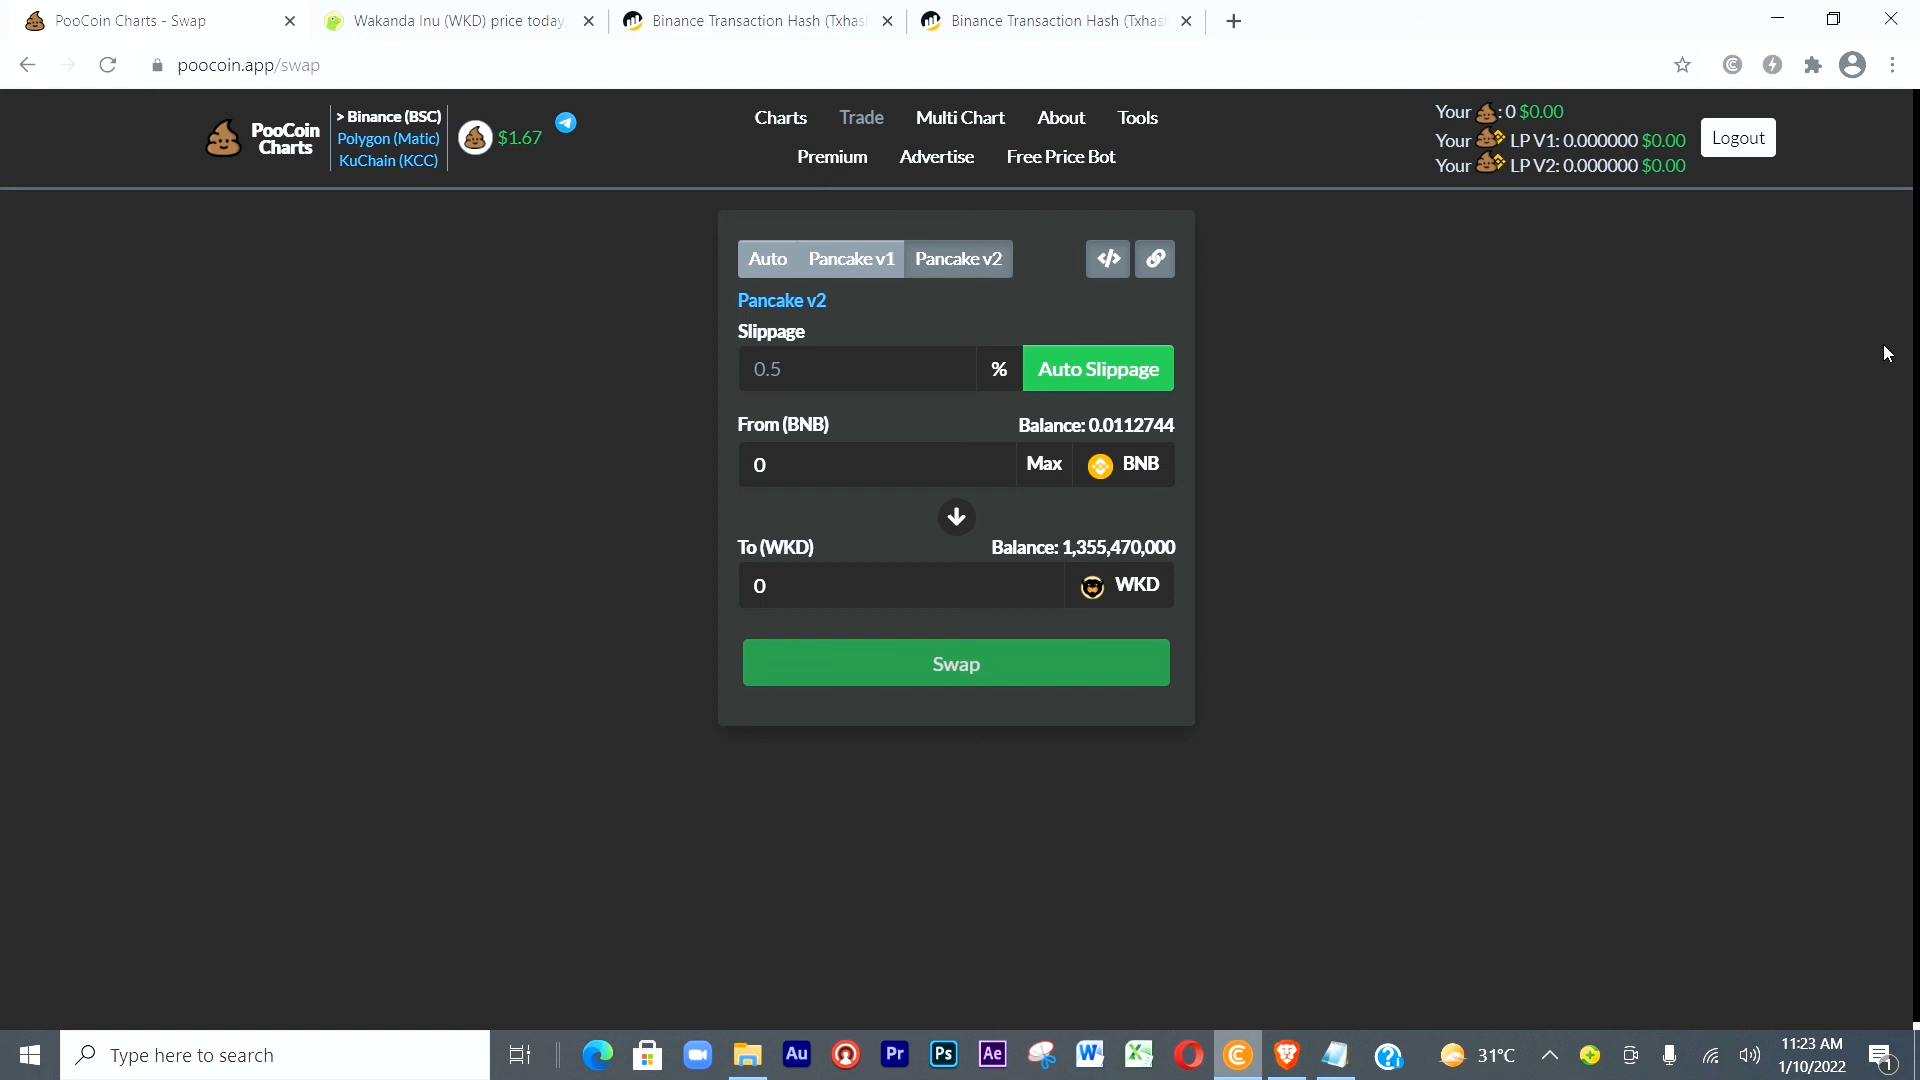 PooCoin Charts - Swap
Wakanda Inu (WKD) price today,
Binance Transaction Hash (Txhas
Binance Transaction Hash (Txhas
poocoin.app/swap
PooCoin
Charts
> Binance (BSC)
Polygon (Matic)
KuChain (KCC)
$1.67
Charts
Trade
Multi Chart
About
Tools
Premium
Advertise
Free Price Bot
Your : 0 $0.00
Your LP V1: 0.000000 $0.00
Your LP V2: 0.000000 $0.00
Logout
Auto
Pancake v1
Pancake v2
Pancake v2
Slippage
0.5
%
Auto Slippage
From (BNB)
Balance: 0.0112744
0
Max
BNB
To (WKD)
Balance: 1,355,470,000
0
WKD
Swap
Type here to search
Au
Pr
Ps
Ae
31°C
11:23 AM
1/10/2022
1